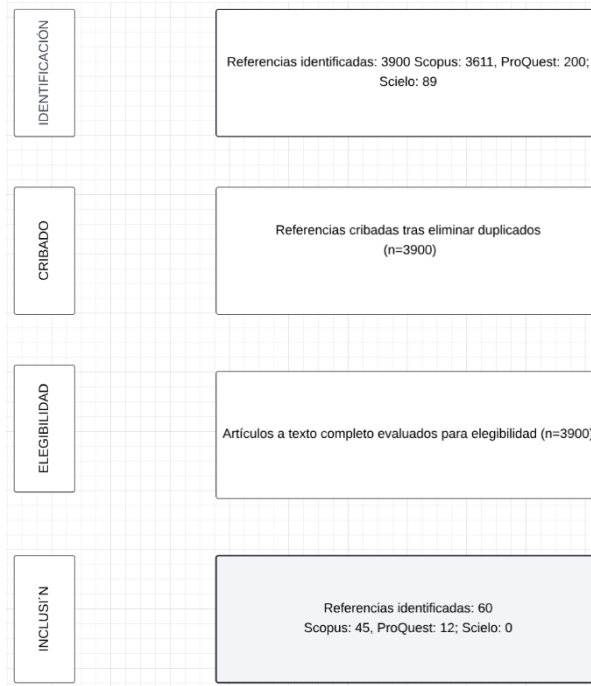 IDENTIFICACIÓN
Referencias identificadas: 3900 Scopus: 3611, ProQuest: 200;
Scielo: 89
CRIBADO
Referencias cribadas tras eliminar duplicados
(n=3900)
ELEGIBILIDAD
Artículos a texto completo evaluados para elegibilidad (n=3900)
INCLUSI´N
Referencias identificadas: 60
Scopus: 45, ProQuest: 12; Scielo: 0